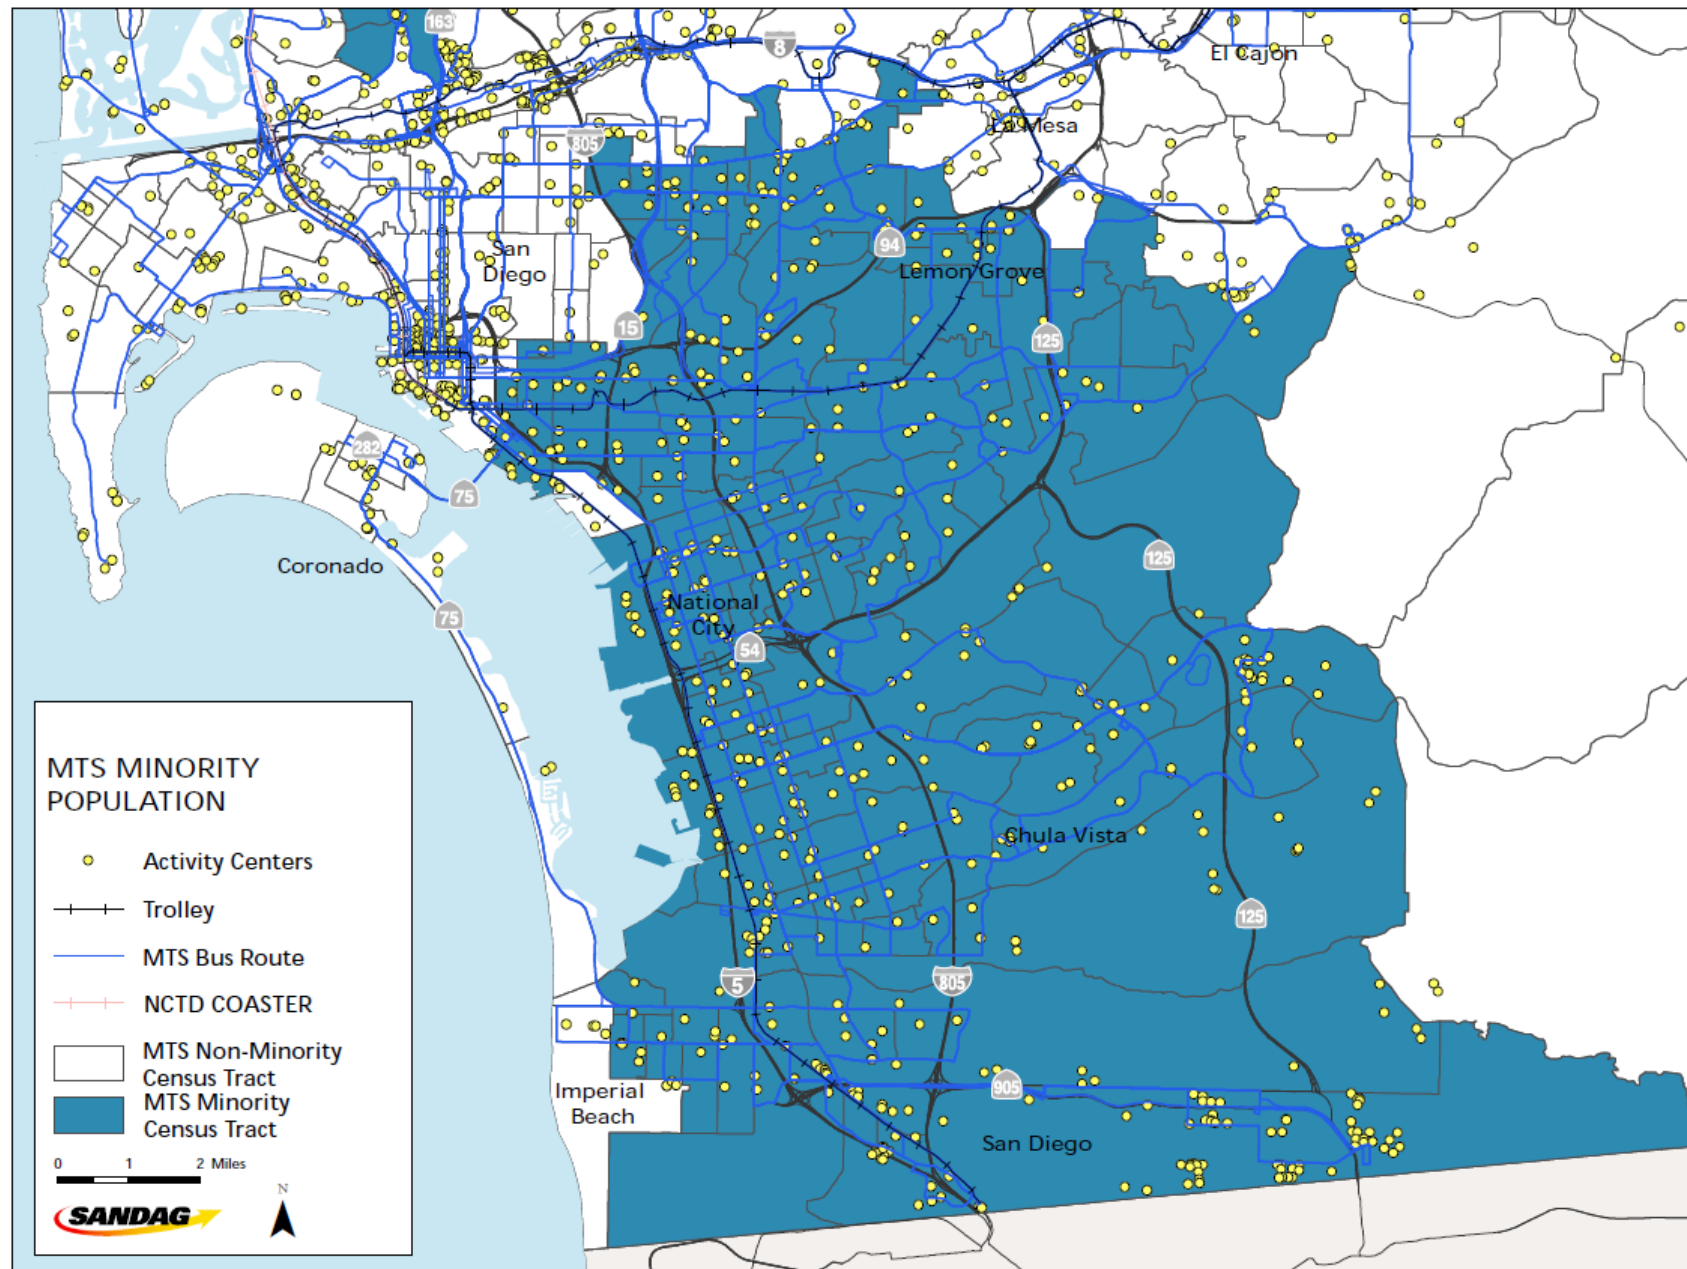 163
8
El Cajon
La Mesa
805
San
Diego
94
Lemon Grove
15
125
282
75
Coronado
125
75
National
City
54
Chula Vista
125
5
805
Imperial
Beach
905
San Diego
MTS MINORITY
POPULATION
Activity Centers
Trolley
MTS Bus Route
NCTD COASTER
MTS Non-Minority
Census Tract
MTS Minority
Census Tract
0 1 2 Miles
SANDAG
N